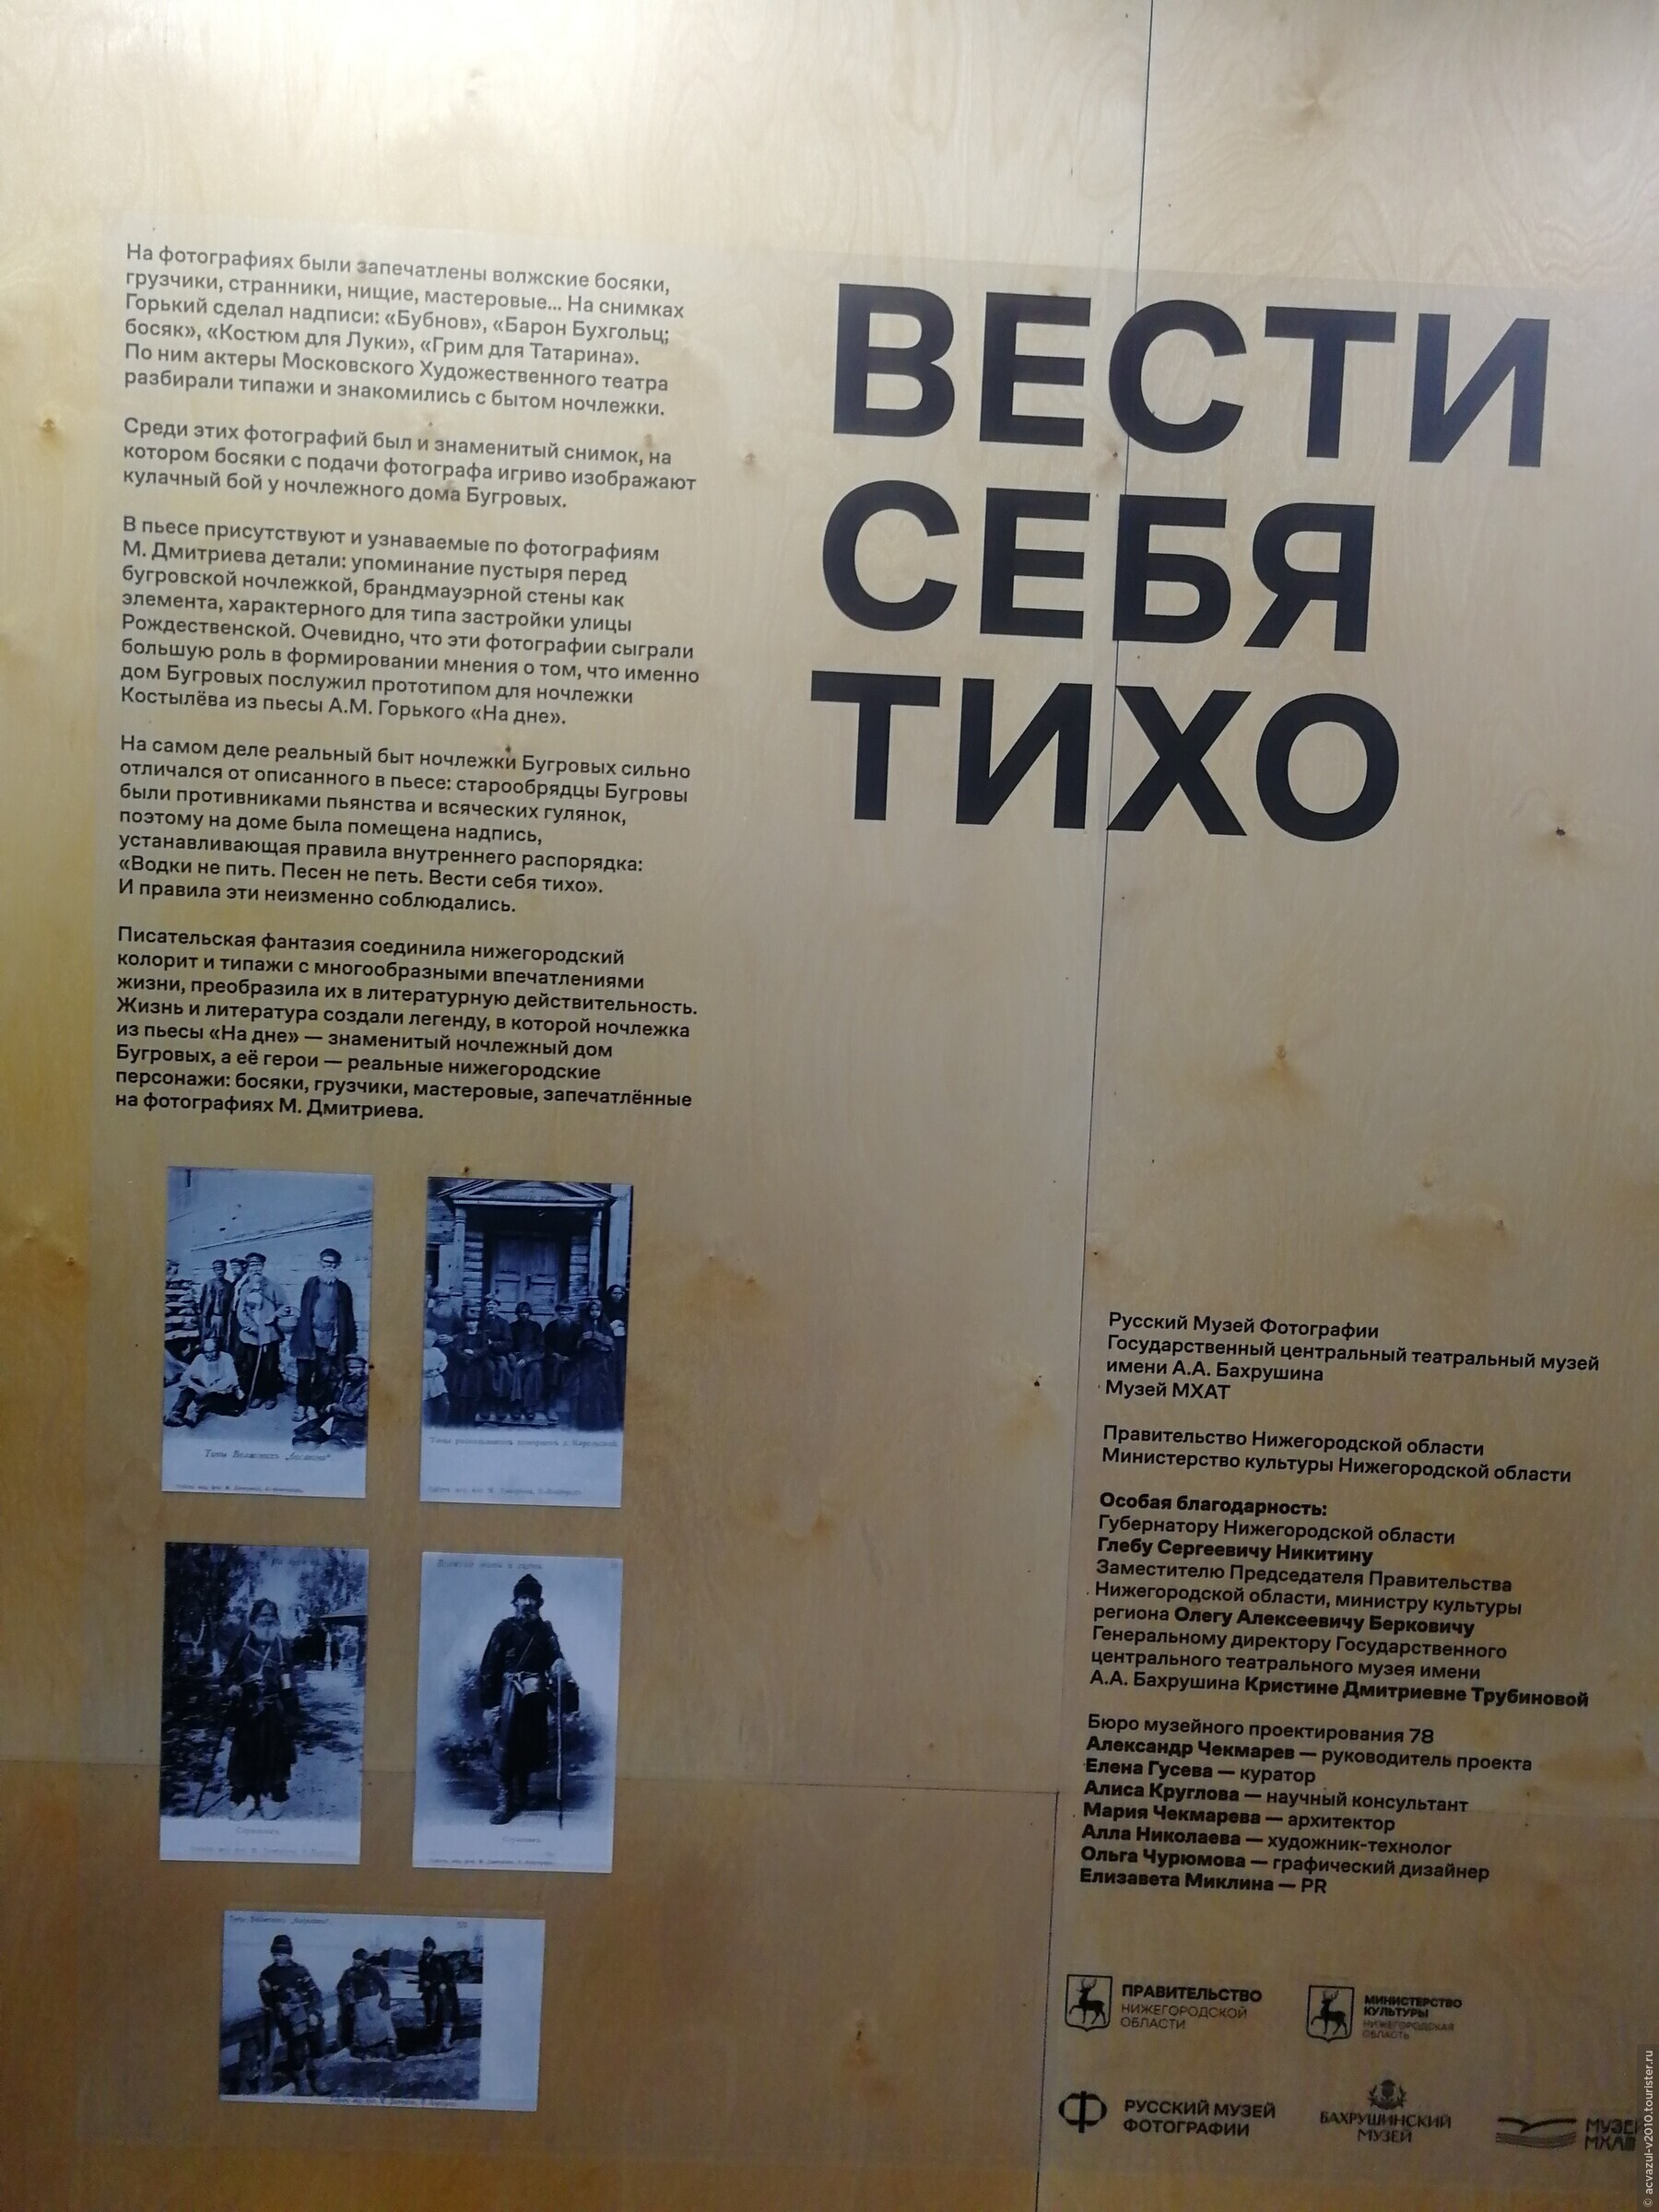 На фотографиях были запечатлены волжские босяки,
грузчики, странники, нищие, мастеровые... На снимках
Горький сделал надписи: «Бубнов», «Барон Бухгольц;
босяк», «Костюм для Луки», «Грим для Татарина».
По ним актеры Московского Художественного театра
разбирали типажи и знакомились с бытом ночлежки.
Среди этих фотографий был и знаменитый снимок, на
котором босяки с подачи фотографа игриво изображают
кулачный бой у ночлежного дома Бугровых.
В пьесе присутствуют и узнаваемые по фотографиям
М. Дмитриева детали: упоминание пустыря перед
бугровской ночлежкой, брандмауэрной стены как
элемента, характерного для типа застройки улицы
Рождественской. Очевидно, что эти фотографии сыграли
большую роль в формировании мнения о том, что именно
дом Бугровых послужил прототипом для ночлежки
Костылёва из пьесы А.М. Горького «На дне».
На самом деле реальный быт ночлежки Бугровых сильно
отличался от описанного в пьесе: старообрядцы Бугровы
были противниками пьянства и всяческих гулянок,
поэтому на доме была помещена надпись,
устанавливающая правила внутреннего распорядка:
«Водки не пить. Песен не петь. Вести себя тихо».
И правила эти неизменно соблюдались.
Писательская фантазия соединила нижегородский
колорит и типажи с многообразными впечатлениями
жизни, преобразила их в литературную действительность.
Жизнь и литература создали легенду, в которой ночлежка
из пьесы «На дне» — знаменитый ночлежный дом
Бугровых, а её герои — реальные нижегородские
персонажи: босяки, грузчики, мастеровые, запечатлённые
на фотографиях М. Дмитриева.
ВЕСТИ
СЕБЯ
ТИХО
Типы Волжских „босяков"
Типы
Странникъ
Типы
Русский Музей Фотографии
Государственный центральный театральный музей
имени А.А. Бахрушина
Музей МХАТ
Правительство Нижегородской области
Министерство культуры Нижегородской области
Особая благодарность:
Губернатору Нижегородской области
Глебу Сергеевичу Никитину
Заместителю Председателя Правительства
Нижегородской области, министру культуры
региона Олегу Алексеевичу Берковичу
Генеральному директору Государственного
центрального театрального музея имени
А.А. Бахрушина Кристине Дмитриевне Трубиновой
Бюро музейного проектирования 78
Александр Чекмарев — руководитель проекта
Елена Гусева — куратор
Алиса Круглова — научный консультант
Мария Чекмарева — архитектор
Алла Николаева — художник-технолог
Ольга Чурюмова — графический дизайнер
Елизавета Миклина — PR
ПРАВИТЕЛЬСТВО
НИЖЕГОРОДСКОЙ
ОБЛАСТИ
МИНИСТЕРСТВО
КУЛЬТУРЫ
НИЖЕГОРОДСКАЯ
ОБЛАСТЬ
РУССКИЙ МУЗЕЙ
ФОТОГРАФИИ
БАХРУШИНСКИЙ
МУЗЕЙ
МУЗЕЙ
МХАТ
© acvazul-v2010.tourister.ru